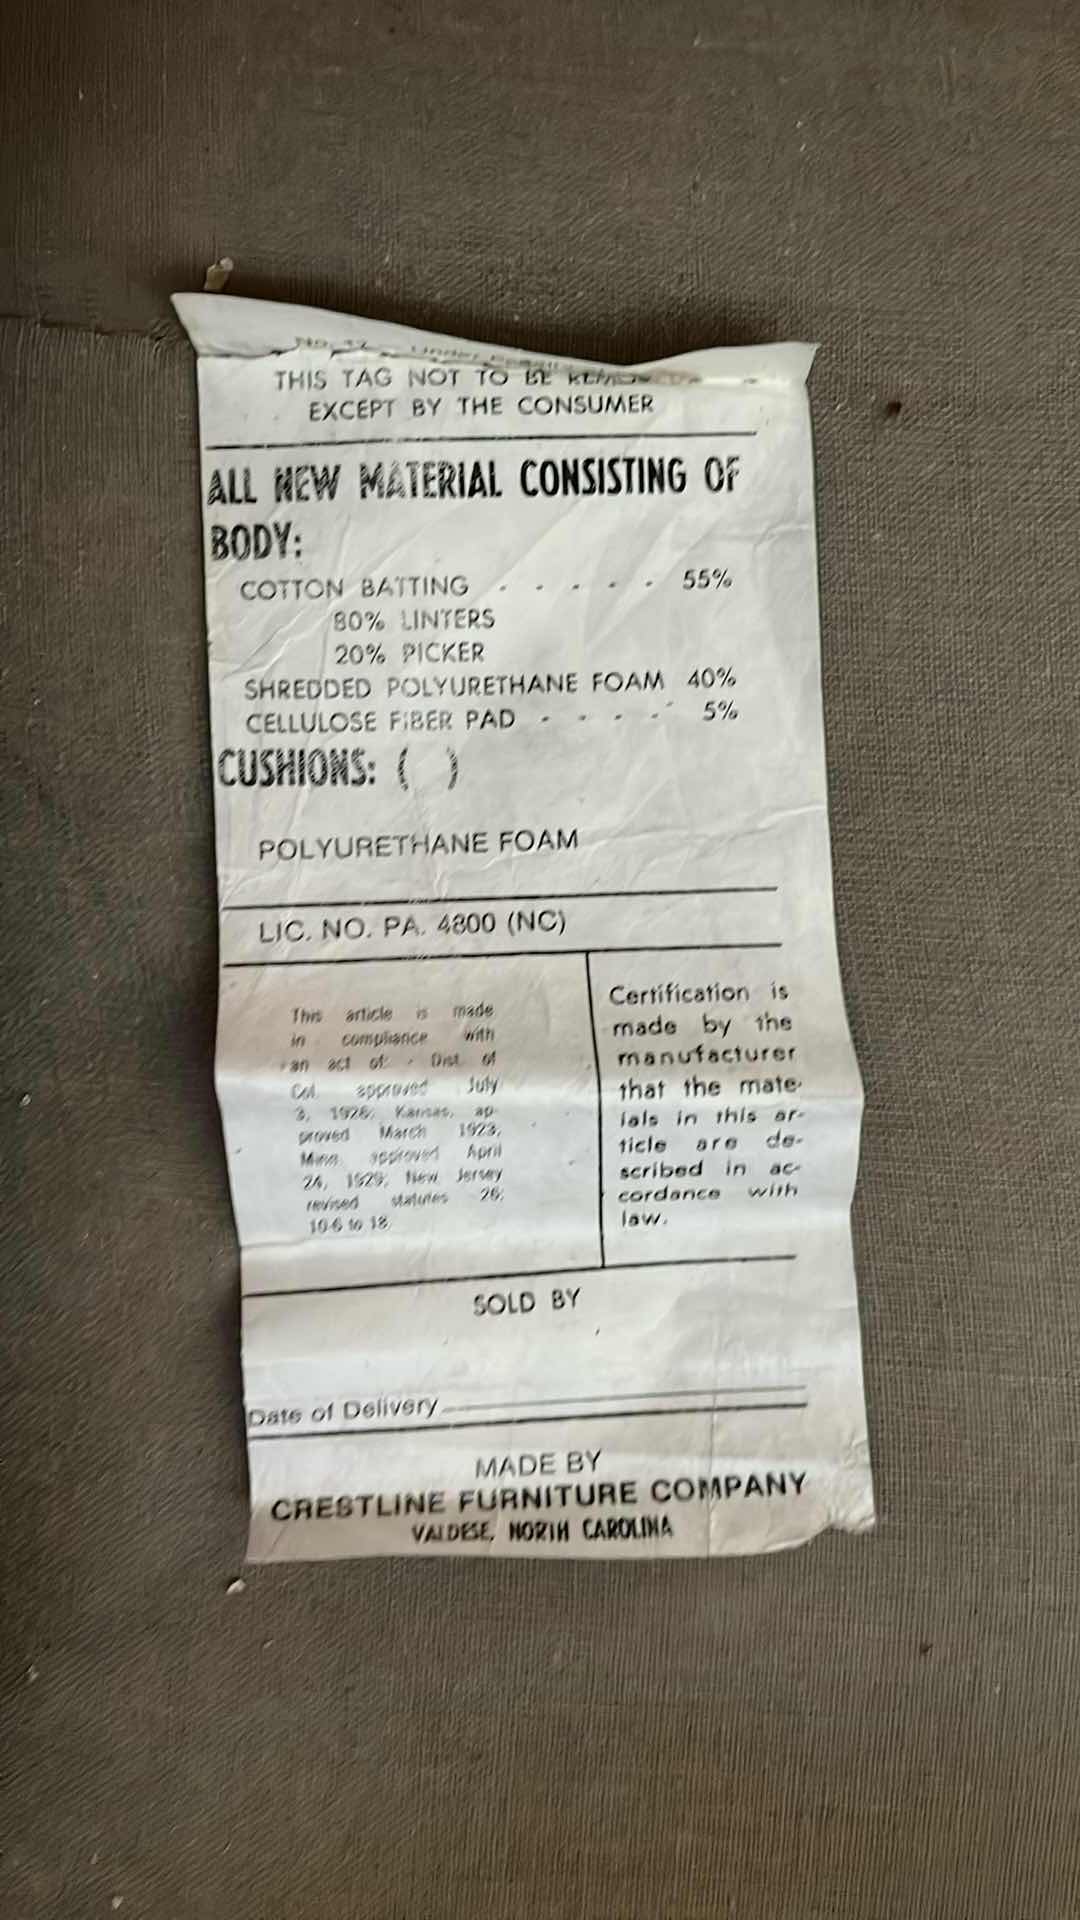 No. 12 Under
THIS TAG NOT TO BE
EXCEPT BY THE CONSUMER
ALL NEW MATERIAL CONSISTING OF
BODY:
COTTON BATTING - - - - - 55%
80% LINTERS
20% PICKER
SHREDDED POLYURETHANE FOAM 40%
CELLULOSE FIBER PAD - - - - 5%
CUSHIONS: ( )
POLYURETHANE FOAM
LIC. NO. PA. 4800 (NC)
This article is made
in compliance with
an act of: - Dist. of
Col. approved July
3, 1926; Kansas, ap-
proved March 1923,
Minn. approved April
24, 1929; New Jersey
revised statutes 26:
10-6 to 18.
Certification is
made by the
manufacturer
that the mate-
ials in this ar-
ticle are de-
scribed in ac-
cordance with
law.
SOLD BY
Date of Delivery
MADE BY
CRESTLINE FURNITURE COMPANY
VALDESE, NORTH CAROLINA